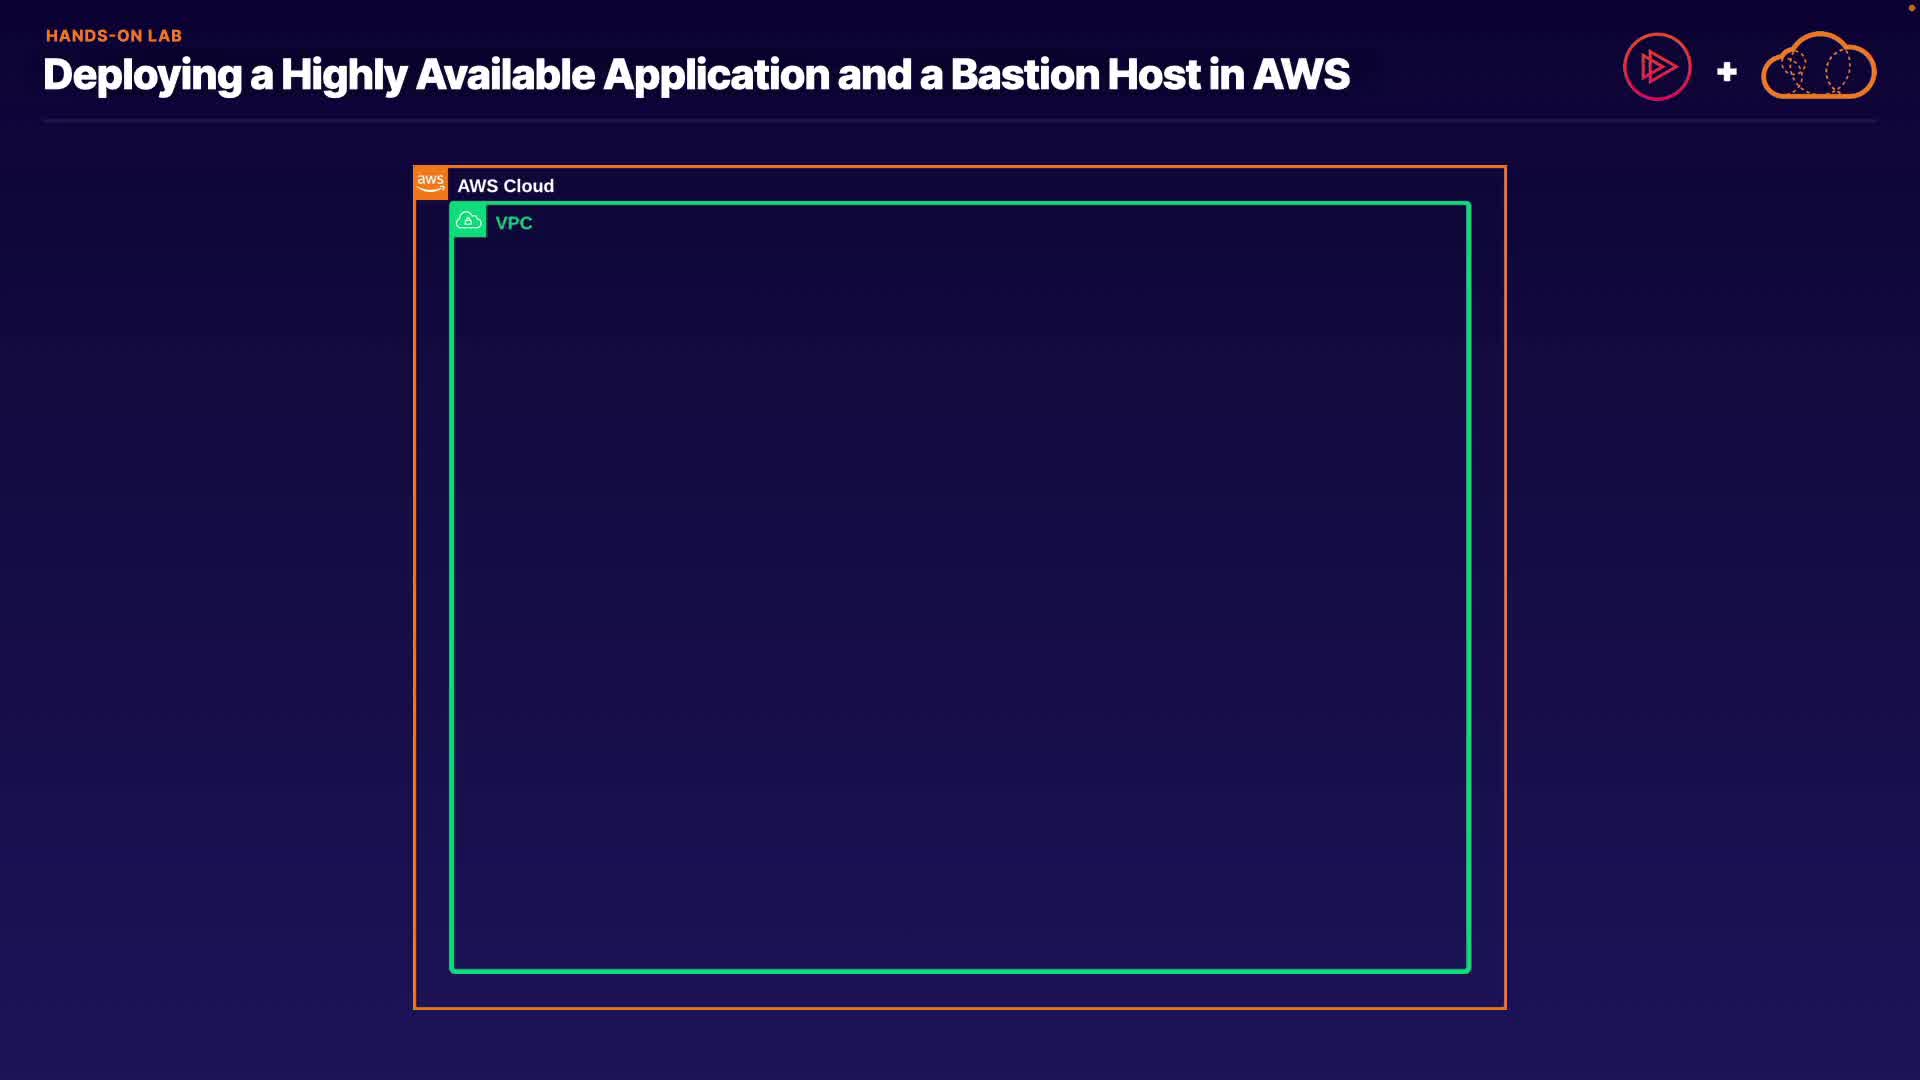 HANDS-ON LAB
Deploying a Highly Available Application and a Bastion Host in AWS
aws
AWS Cloud
VPC